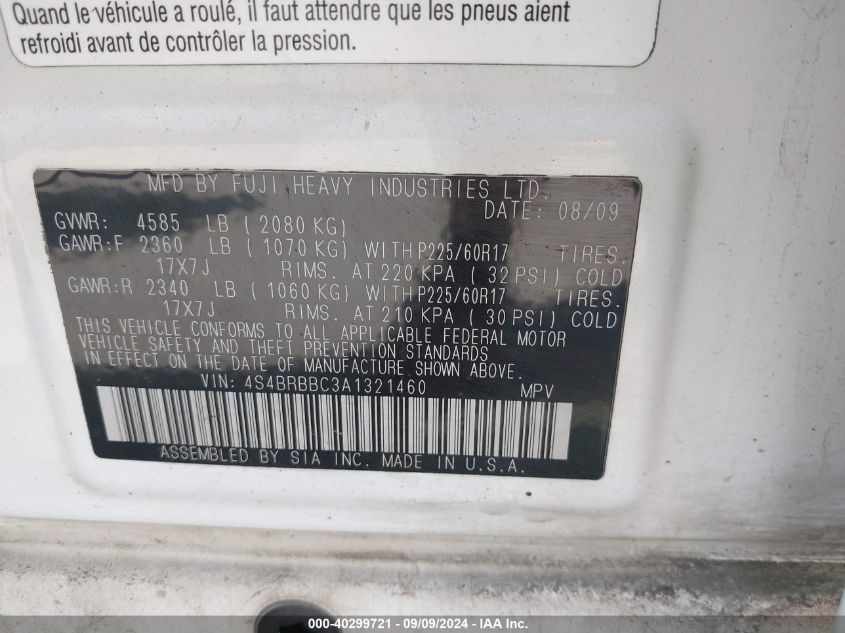 Quand le véhicule a roulé, il faut attendre que les pneus aient
refroidi avant de contrôler la pression.
MFD BY FUJI HEAVY INDUSTRIES LTD.
DATE: 08/09
GVWR: 4585 LB ( 2080 KG)
GAWR:F 2360 LB ( 1070 KG) WITH P225/60R17 TIRES.
17X7J RIMS. AT 220 KPA ( 32 PSI) COLD
GAWR:R 2340 LB ( 1060 KG) WITH P225/60R17 TIRES.
17X7J. RIMS. AT 210 KPA ( 30 PSI) COLD
THIS VEHICLE CONFORMS TO ALL APPLICABLE FEDERAL MOTOR
VEHICLE SAFETY AND THEFT PREVENTION STANDARDS
IN EFFECT ON THE DATE OF MANUFACTURE SHOWN ABOVE.
VIN: 4S4BRBBC3A1321460 MPV
ASSEMBLED BY SIA INC. MADE IN U.S.A.
000-40299721 - 09/09/2024 - IAA Inc.